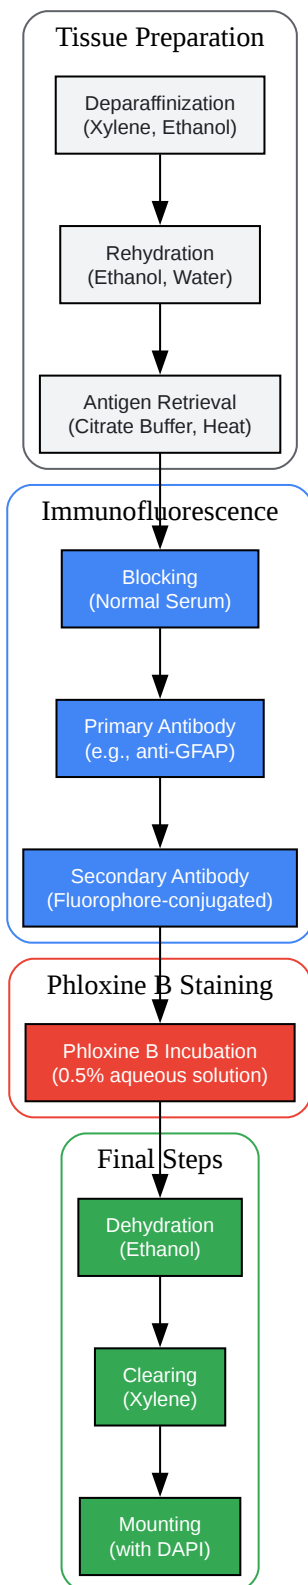 Tissue Preparation
Deparaffinization
(Xylene, Ethanol)
Rehydration
(Ethanol, Water)
Antigen Retrieval
(Citrate Buffer, Heat)
Immunofluorescence
Blocking
(Normal Serum)
Primary Antibody
(e.g., anti-GFAP)
Secondary Antibody
(Fluorophore-conjugated)
Phloxine B Staining
Phloxine B Incubation
(0.5% aqueous solution)
Final Steps
Dehydration
(Ethanol)
Clearing
(Xylene)
Mounting
(with DAPI)